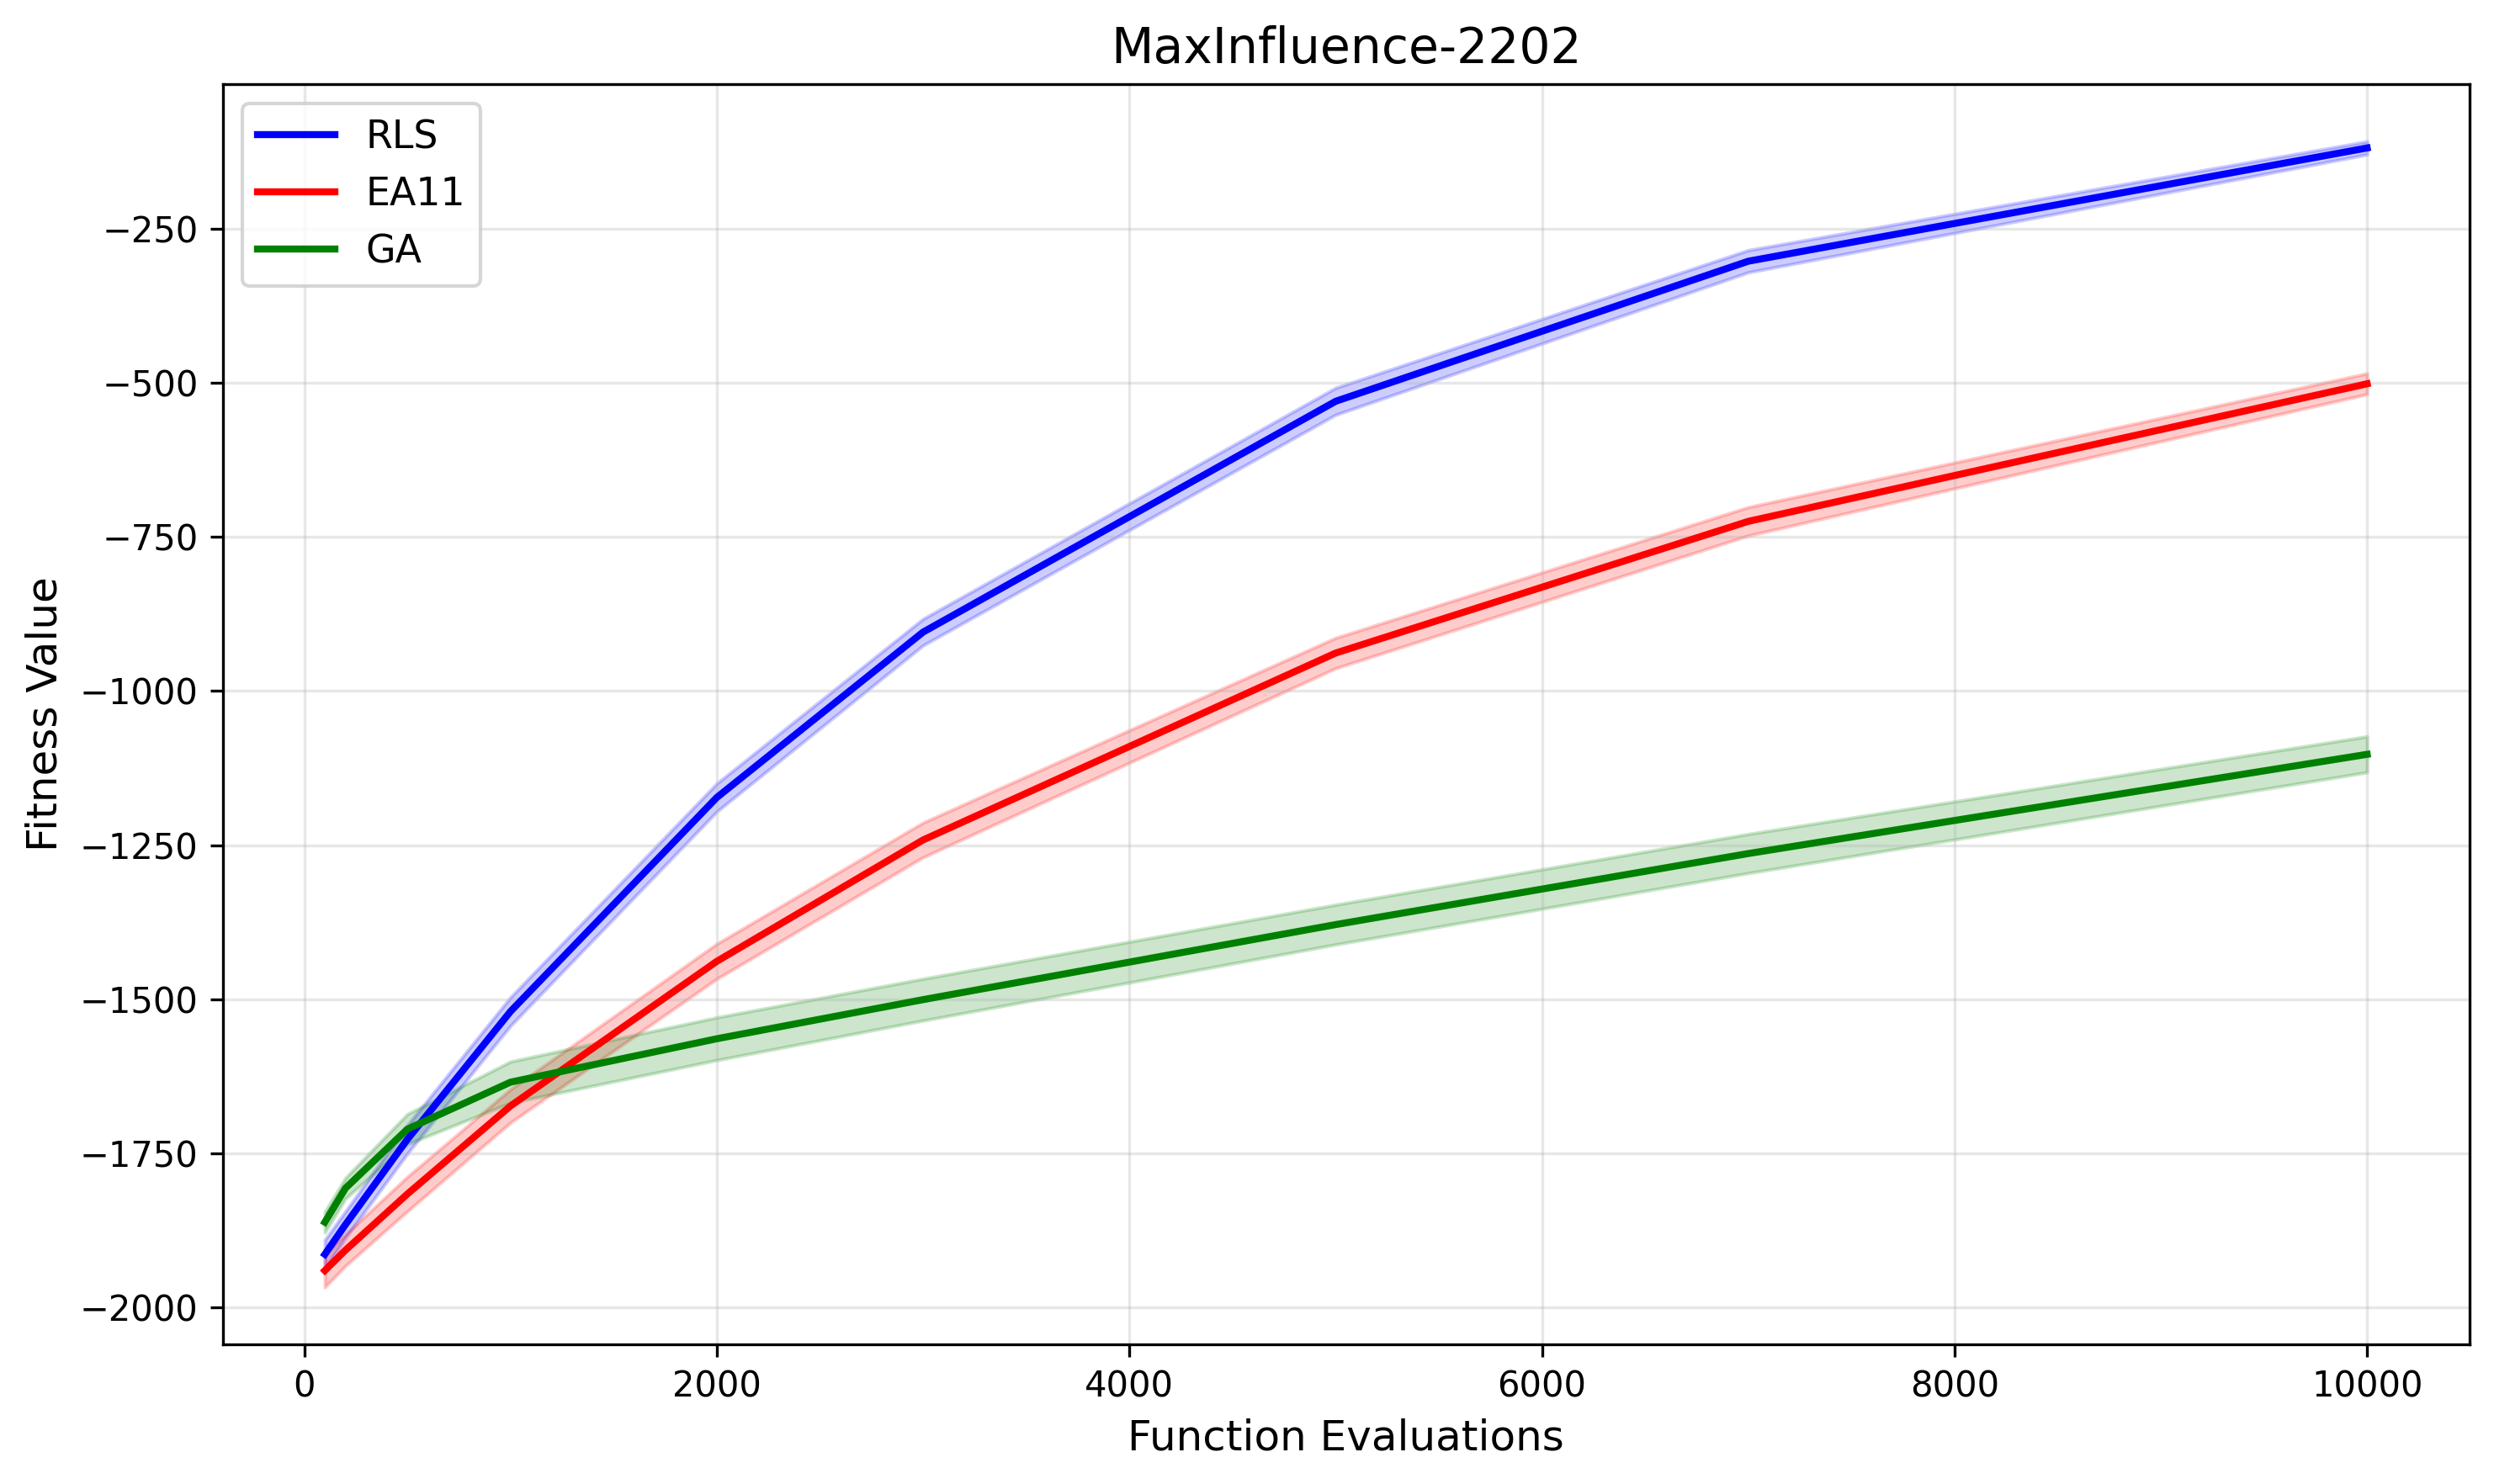 MaxInfluence-2202
RLS
EA11
GA
Fitness Value
−250
−500
−750
−1000
−1250
−1500
−1750
−2000
0 2000 4000 6000 8000 10000
Function Evaluations